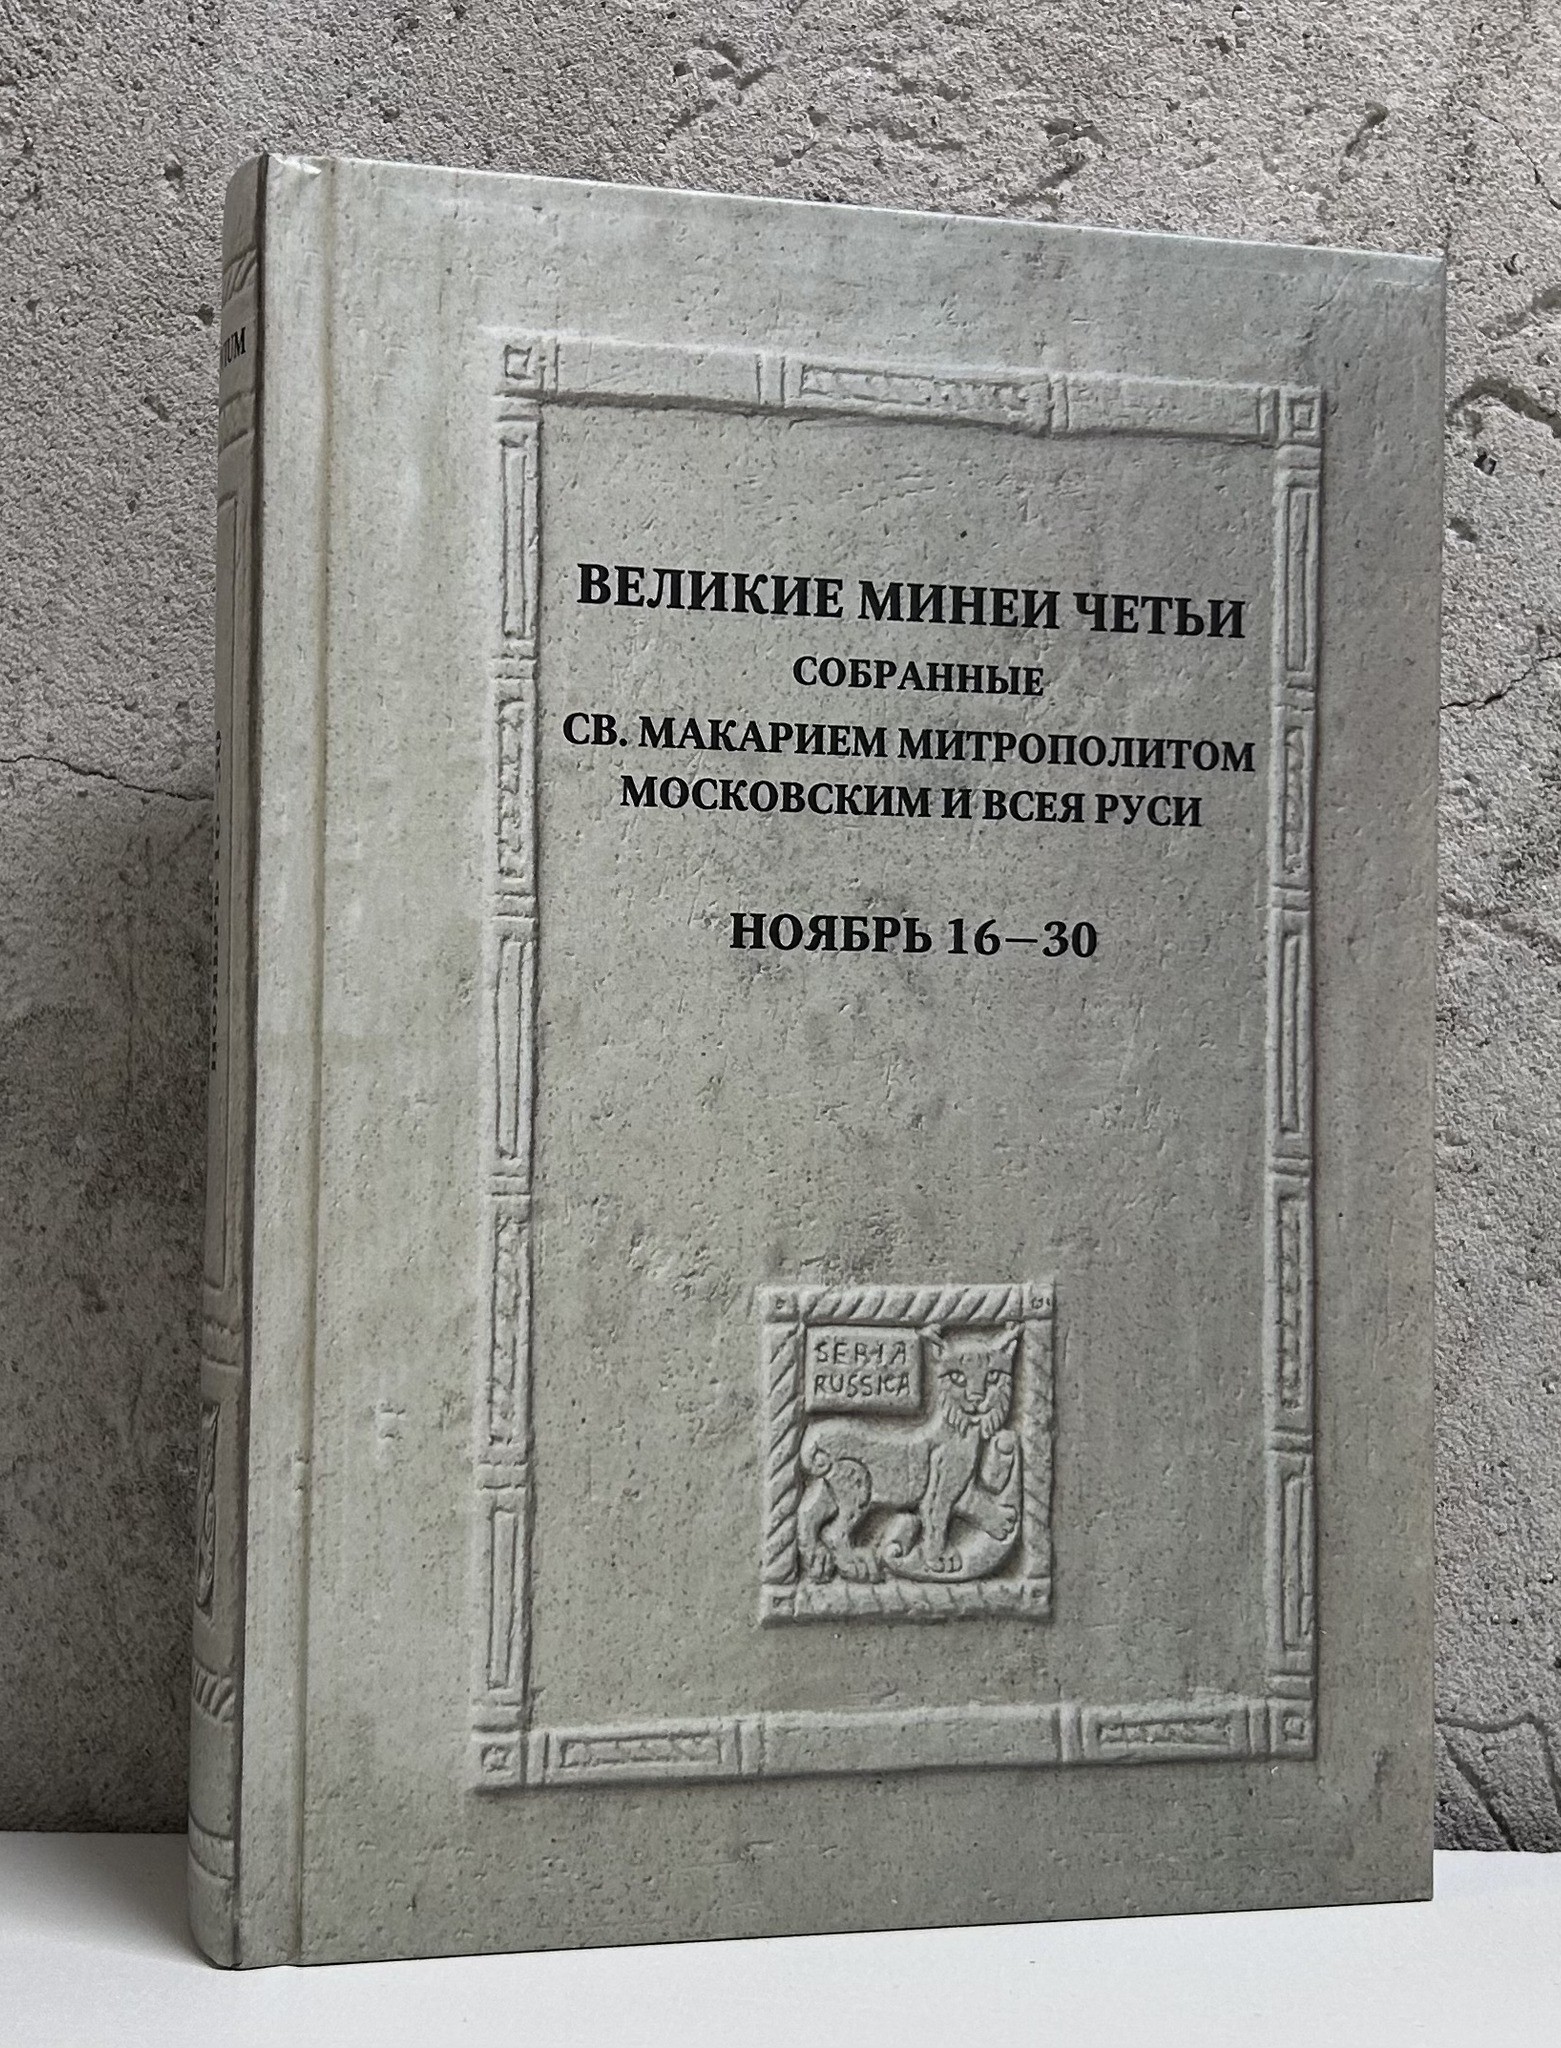 ВЕЛИКИЕ МИНЕИ ЧЕТЬИ
СОБРАННЫЕ
СВ. МАКАРИЕМ МИТРОПОЛИТОМ
МОСКОВСКИМ И ВСЕЯ РУСИ
НОЯБРЬ 16–30
SERIA
RUSSICA